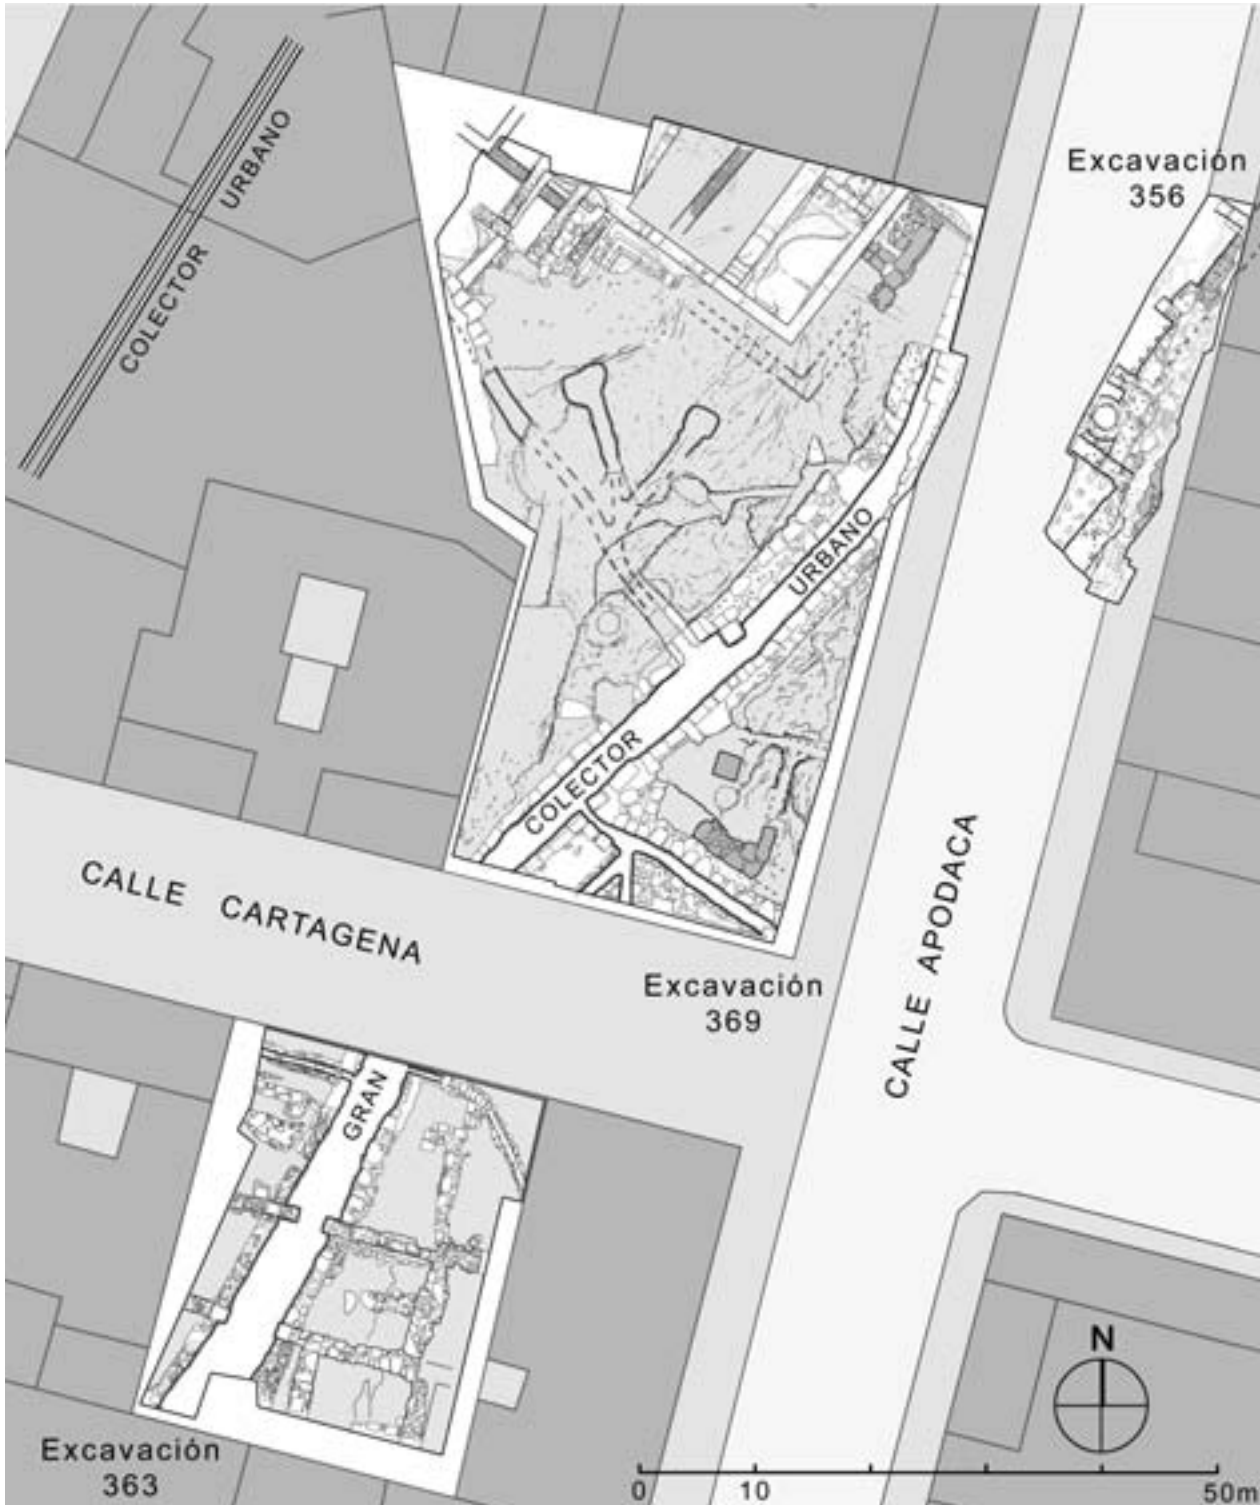 COLECTOR URBANO
Excavación
356
COLECTOR URBANO
CALLE CARTAGENA
CALLE APODACA
Excavación
369
GRAN
N
Excavación
363
0 10 50m